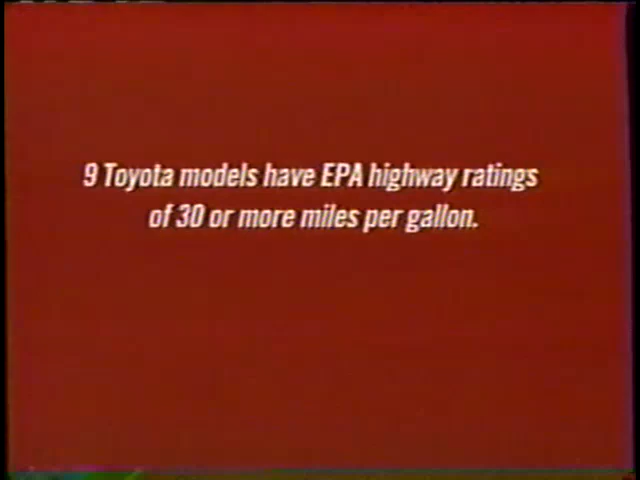 9 Toyota models have EPA highway ratings
of 30 or more miles per gallon.